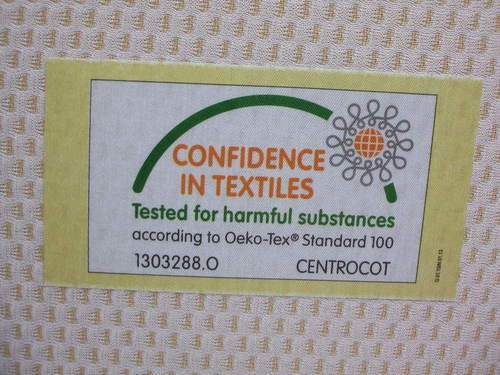 CONFIDENCE
IN TEXTILES
Tested for harmful substances
according to Oeko-Tex® Standard 100
1303288.O CENTROCOT